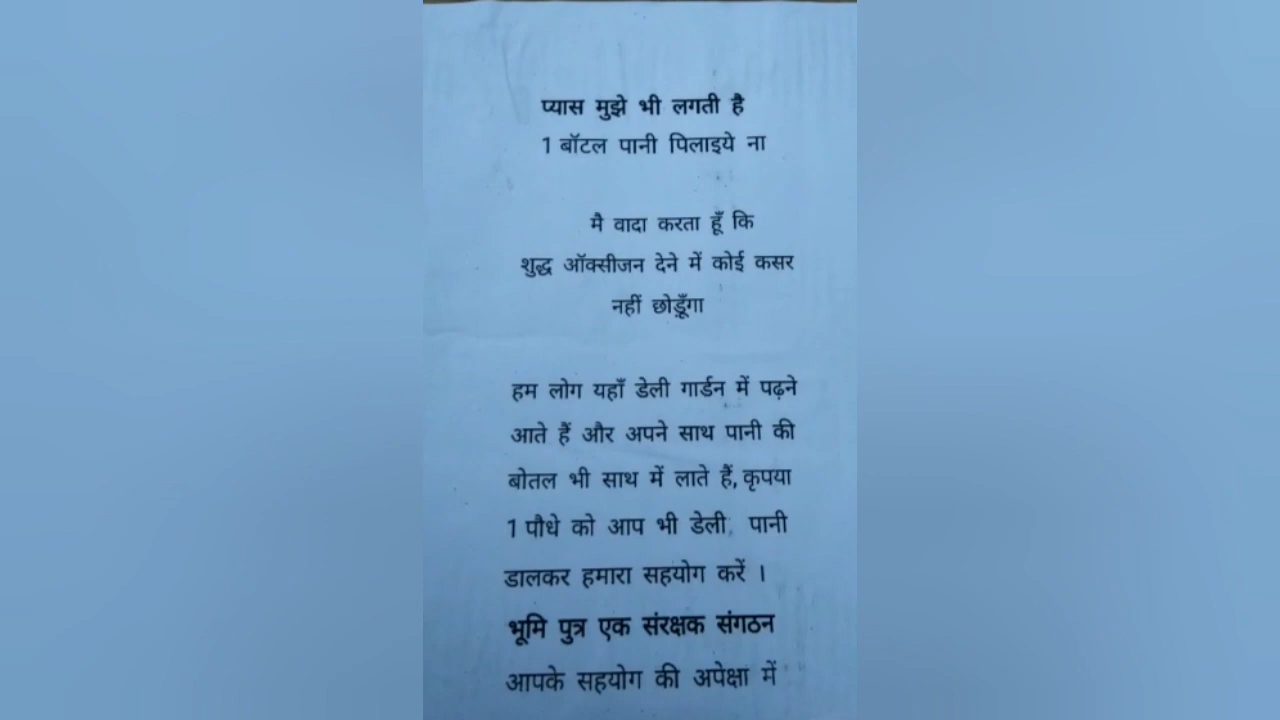 प्यास मुझे भी लगती है
1 बॉटल पानी पिलाइये ना
मै वादा करता हूँ कि
शुद्ध ऑक्सीजन देने में कोई कसर
नहीं छोड़ूँगा
हम लोग यहाँ डेली गार्डन में पढ़ने
आते हैं और अपने साथ पानी की
बोतल भी साथ में लाते हैं, कृपया
1 पौधे को आप भी डेली पानी
डालकर हमारा सहयोग करें ।
भूमि पुत्र एक संरक्षक संगठन
आपके सहयोग की अपेक्षा में